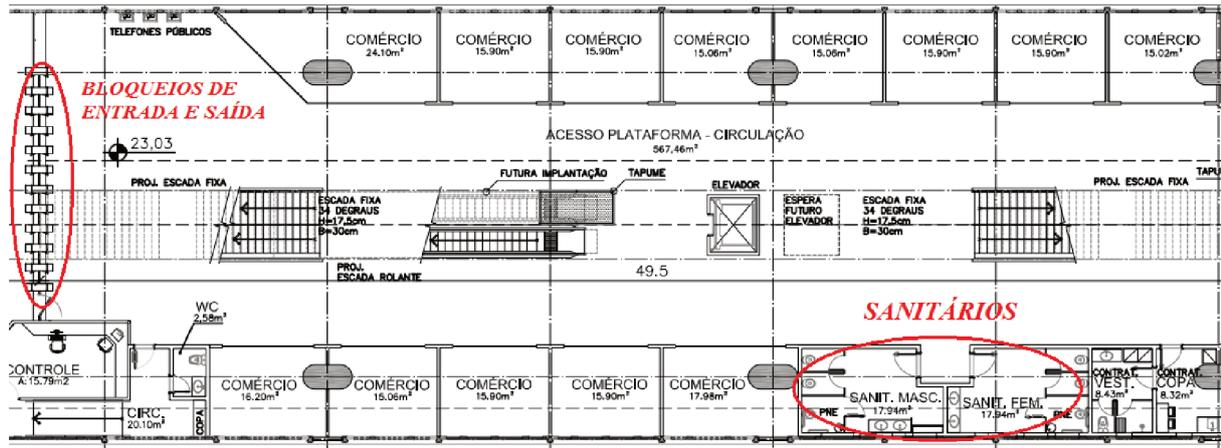 TELEFONES PÚBLICOS
COMÉRCIO
24.10m²
COMÉRCIO
15.90m²
COMÉRCIO
15.90m²
COMÉRCIO
15.06m²
COMÉRCIO
15.06m²
COMÉRCIO
15.90m²
COMÉRCIO
15.90m²
COMÉRCIO
15.02m²
BLOQUEIOS DE
ENTRADA E SAÍDA
23,03
ACESSO PLATAFORMA - CIRCULAÇÃO
567,46m²
PROJ. ESCADA FIXA
FUTURA IMPLANTAÇÃO
TAPUME
ELEVADOR
PROJ. ESCADA FIXA
TAPU
ESCADA FIXA
34 DEGRAUS
H=17,5cm
B=30cm
ESPERA
FUTURO
ELEVADOR
ESCADA FIXA
34 DEGRAUS
H=17,5cm
B=30cm
PROJ.
ESCADA ROLANTE
49.5
WC
2,58m²
SANITÁRIOS
CONTROLE
A: 15.79m2
CIRC.
20.10m²
COPA
COMÉRCIO
16.20m²
COMÉRCIO
15.06m²
COMÉRCIO
15.90m²
COMÉRCIO
15.90m²
COMÉRCIO
17.98m²
PNE
SANIT. MASC.
17.94m²
SANIT. FEM.
17.94m²
PNE
CONTRAT.
VEST.
8.43m²
CONTRAT.
COPA
8.32m²